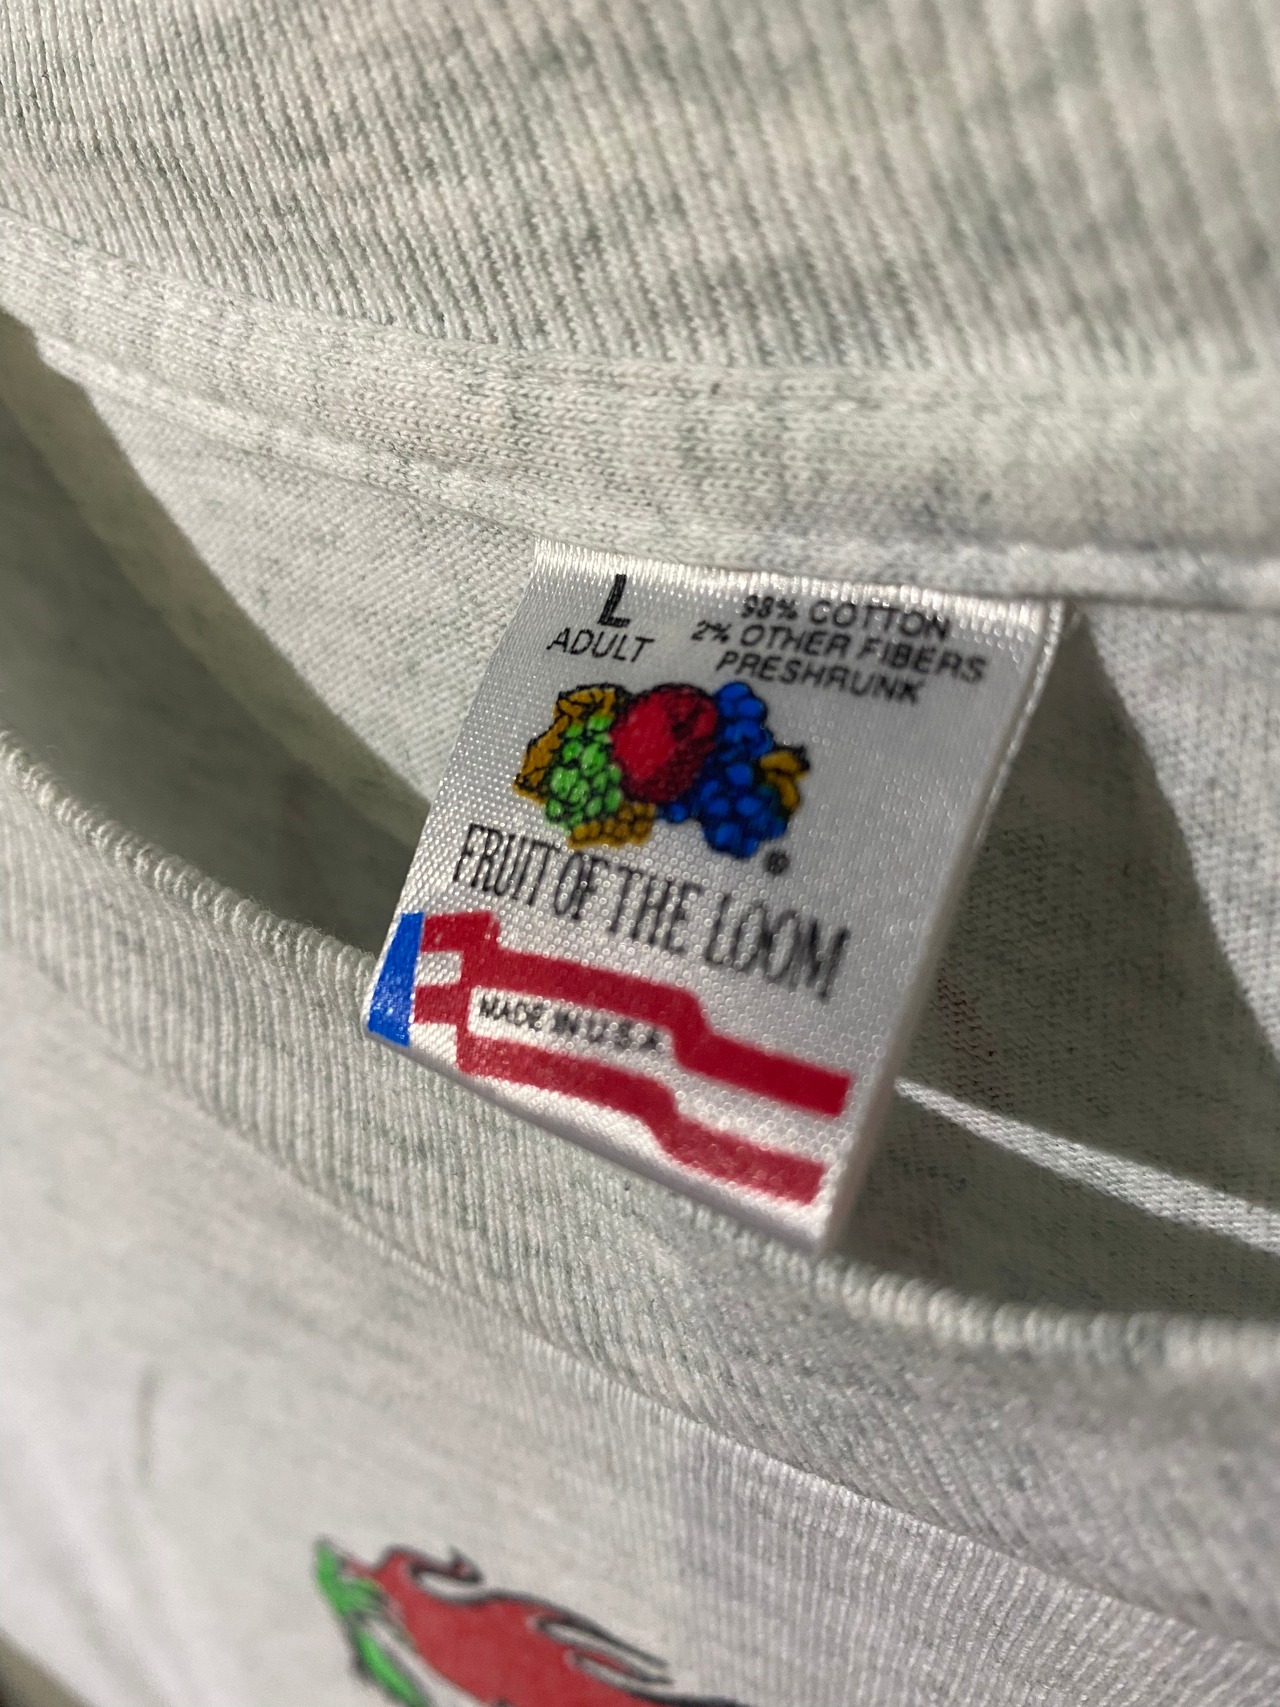 L
ADULT
98% COTTON
2% OTHER FIBERS
PRESHRUNK
®
FRUIT OF THE LOOM
MADE IN U.S.A.